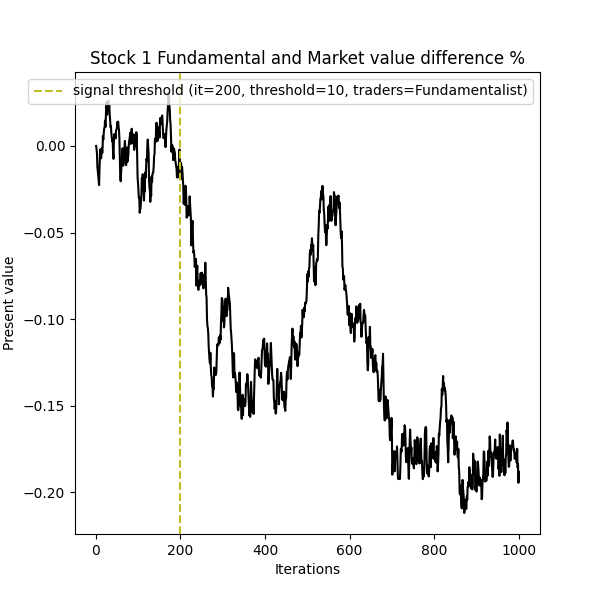 Stock 1 Fundamental and Market value difference %
signal threshold (it=200, threshold=10, traders=Fundamentalist)
0.00
−0.05
−0.10
−0.15
−0.20
Present value
0 200 400 600 800 1000
Iterations